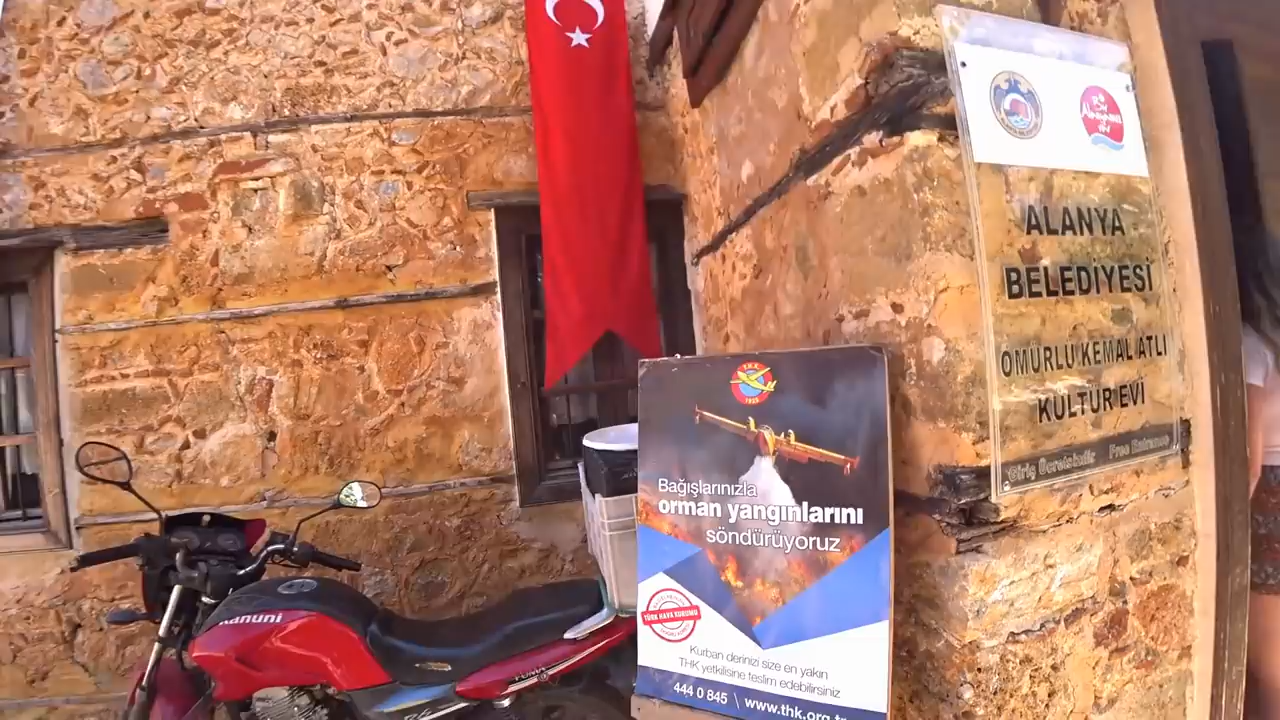 ALANYA
BELEDİYESİ
ÖMÜRLÜ KEMAL ATLI
KÜLTÜR EVİ
Giriş Ücretsizdir Free Entrance
T.H.K.
1925
Bağışlarınızla
orman yangınlarını
söndürüyoruz
TÜRK HAVA KURUMU
Kurban derinizi size en yakın
THK yetkilisine teslim edebilirsiniz
444 0 845 \ www.thk.org.tr
Kanuni